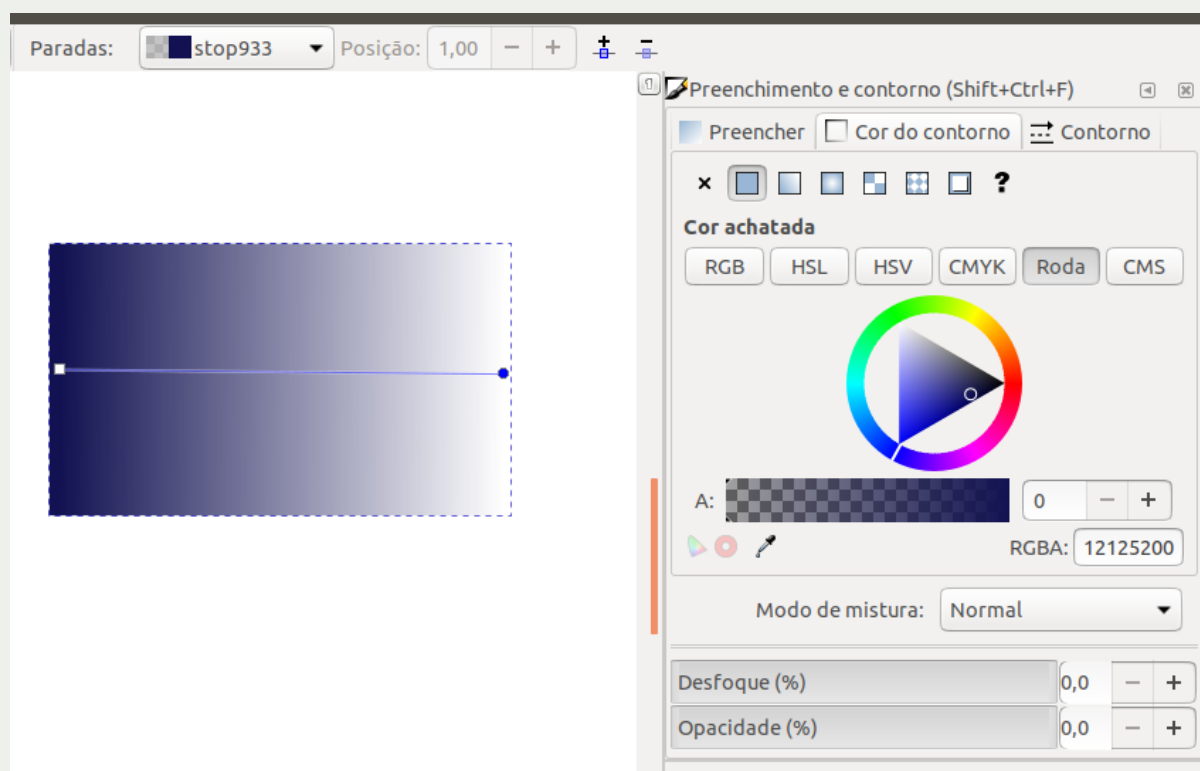 Paradas: stop933 Posição: 1,00 − +
Preenchimento e contorno (Shift+Ctrl+F)
Preencher Cor do contorno Contorno
× ?
Cor achatada
RGB HSL HSV CMYK Roda CMS
A: 0 − +
RGBA: 12125200
Modo de mistura: Normal
Desfoque (%) 0,0 − +
Opacidade (%) 0,0 − +